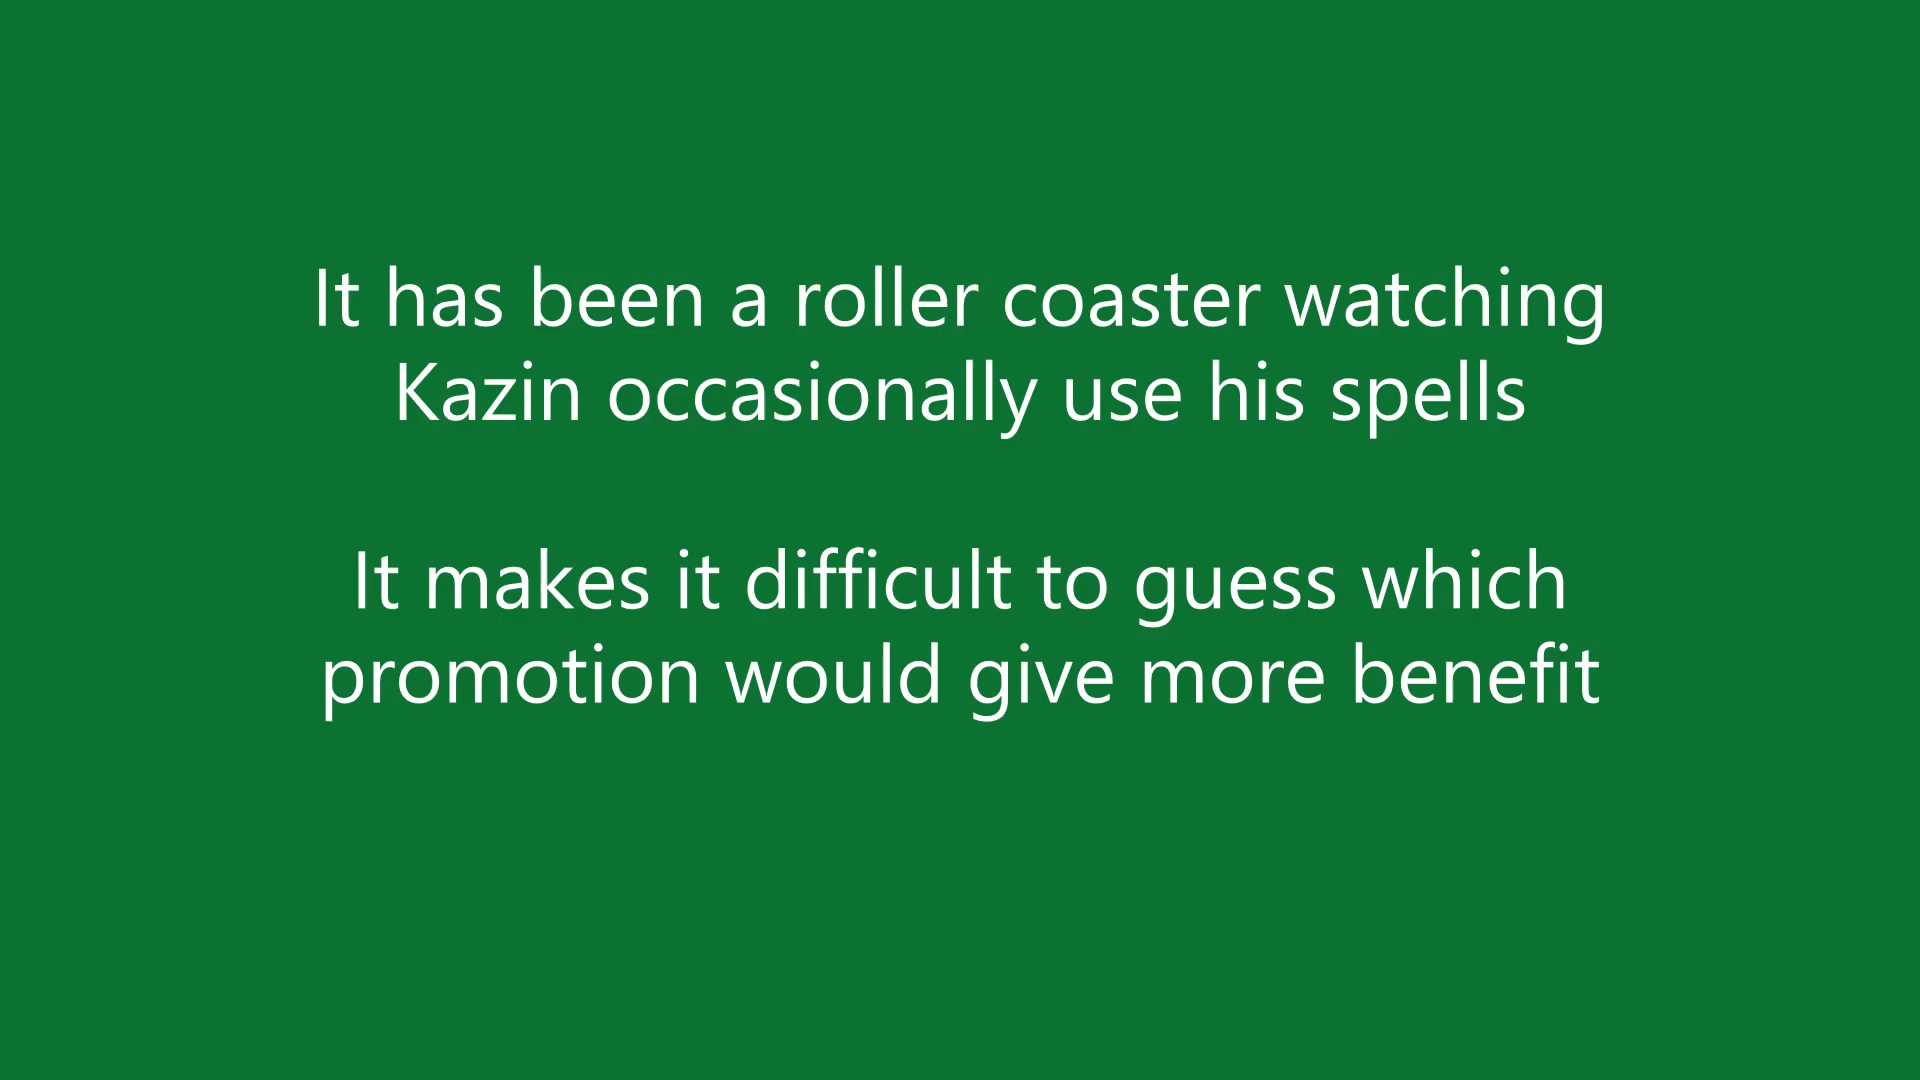 It has been a roller coaster watching
Kazin occasionally use his spells
It makes it difficult to guess which
promotion would give more benefit